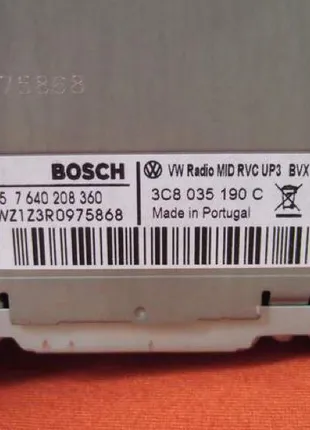 75868
BOSCH VW Radio MID RVC UP3 BVX
5 7 640 208 360 3C8 035 190 C
WZ1Z3R0975868 Made in Portugal